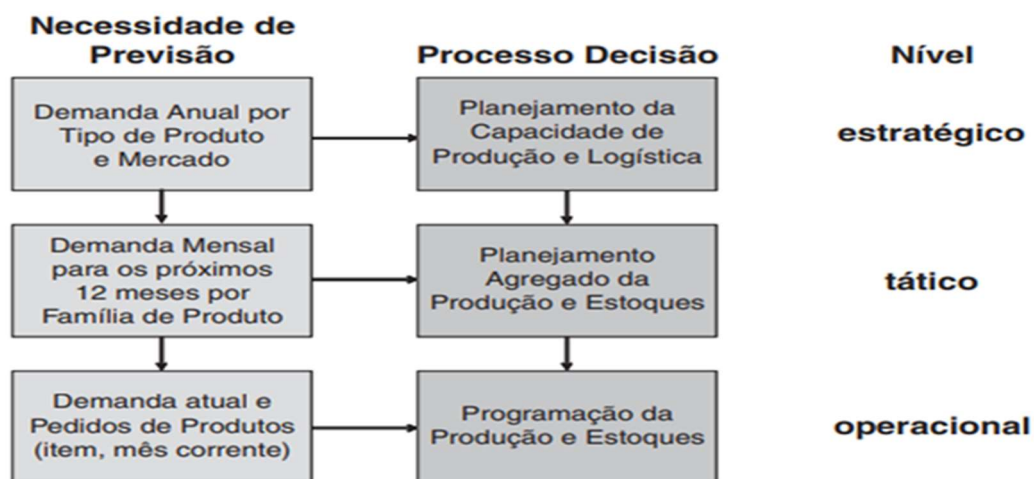 Necessidade de
Previsão
Processo Decisão
Nível
Demanda Anual por
Tipo de Produto
e Mercado
Planejamento da
Capacidade de
Produção e Logística
estratégico
Demanda Mensal
para os próximos
12 meses por
Família de Produto
Planejamento
Agregado da
Produção e Estoques
tático
Demanda atual e
Pedidos de Produtos
(item, mês corrente)
Programação da
Produção e Estoques
operacional